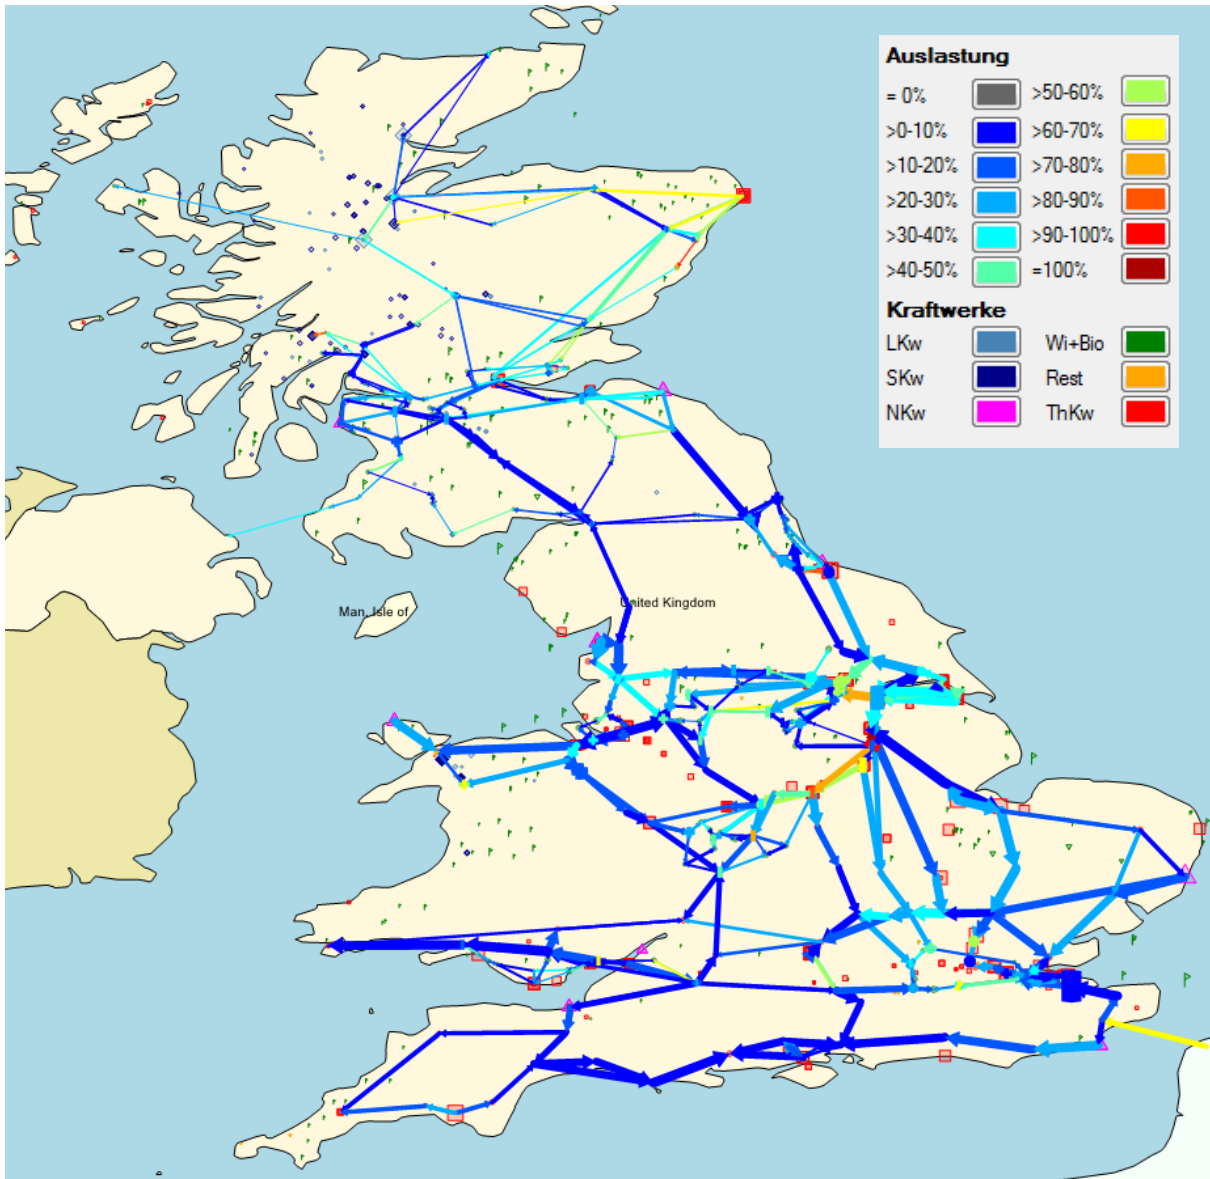 Auslastung
= 0% >50-60%
>0-10% >60-70%
>10-20% >70-80%
>20-30% >80-90%
>30-40% >90-100%
>40-50% =100%
Kraftwerke
LKw Wi+Bio
SKw Rest
NKw ThKw
United Kingdom
Man, Isle of